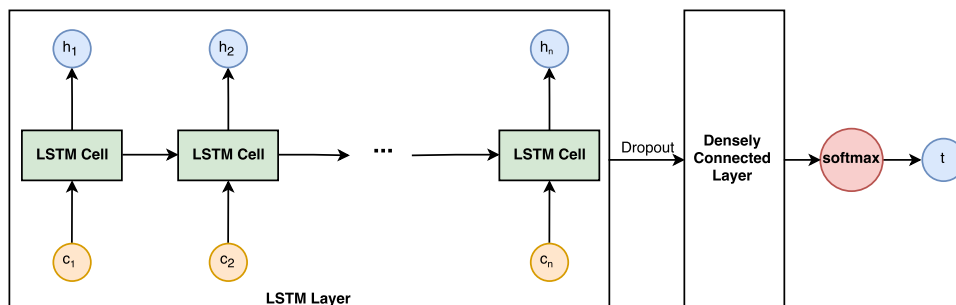 h1 h2 hn
LSTM Cell LSTM Cell ... LSTM Cell
Dropout
Densely
Connected
Layer
softmax
t
c1 c2 cn
LSTM Layer